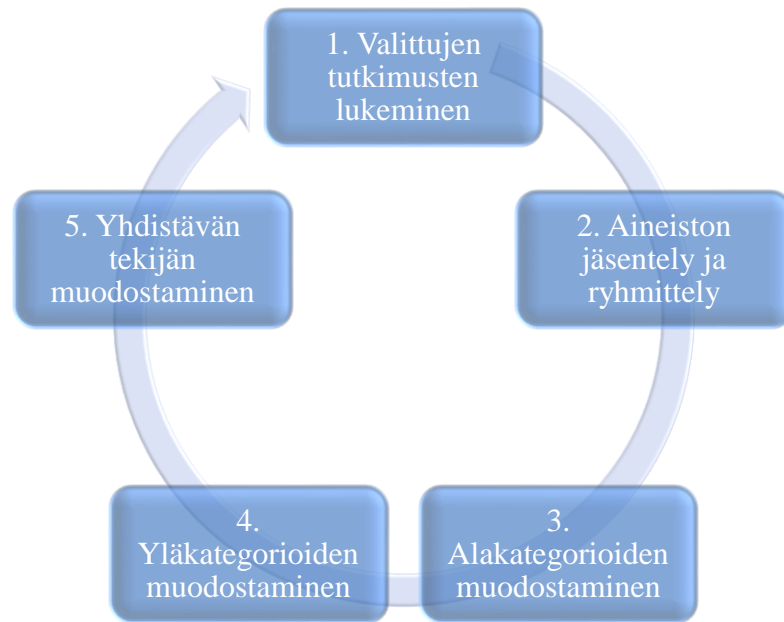 1. Valittujen
tutkimusten
lukeminen
2. Aineiston
jäsentely ja
ryhmittely
3.
Alakategorioiden
muodostaminen
4.
Yläkategorioiden
muodostaminen
5. Yhdistävän
tekijän
muodostaminen